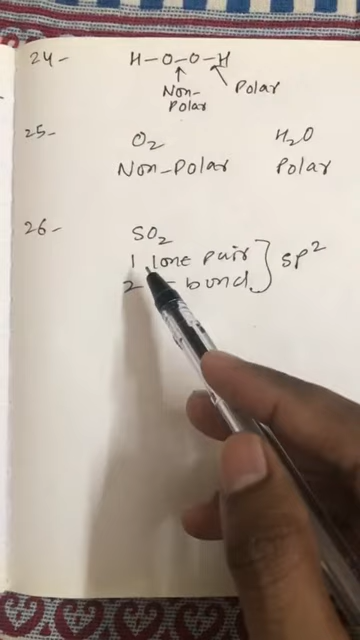 24- H-O-O-H
Non-Polar Polar
25- O2 H2O
Non-Polar Polar
26- SO2
1 lone pair } SP2
2 - bond